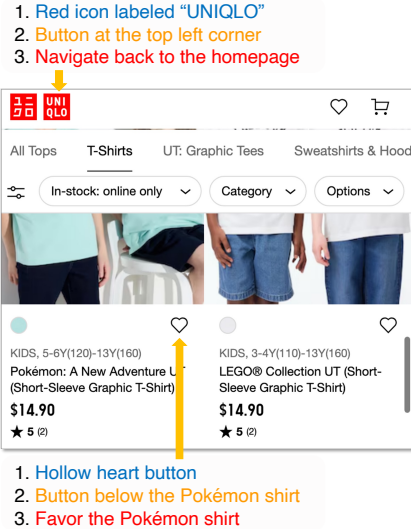 1. Red icon labeled “UNIQLO”
2. Button at the top left corner
3. Navigate back to the homepage
ユニ
クロ
UNI
QLO
All Tops T-Shirts UT: Graphic Tees Sweatshirts & Hood
In-stock: online only Category Options
KIDS, 5-6Y(120)-13Y(160) KIDS, 3-4Y(110)-13Y(160)
Pokémon: A New Adventure UT LEGO® Collection UT (Short-
(Short-Sleeve Graphic T-Shirt) Sleeve Graphic T-Shirt)
$14.90 $14.90
★ 5 (2) ★ 5 (2)
1. Hollow heart button
2. Button below the Pokémon shirt
3. Favor the Pokémon shirt